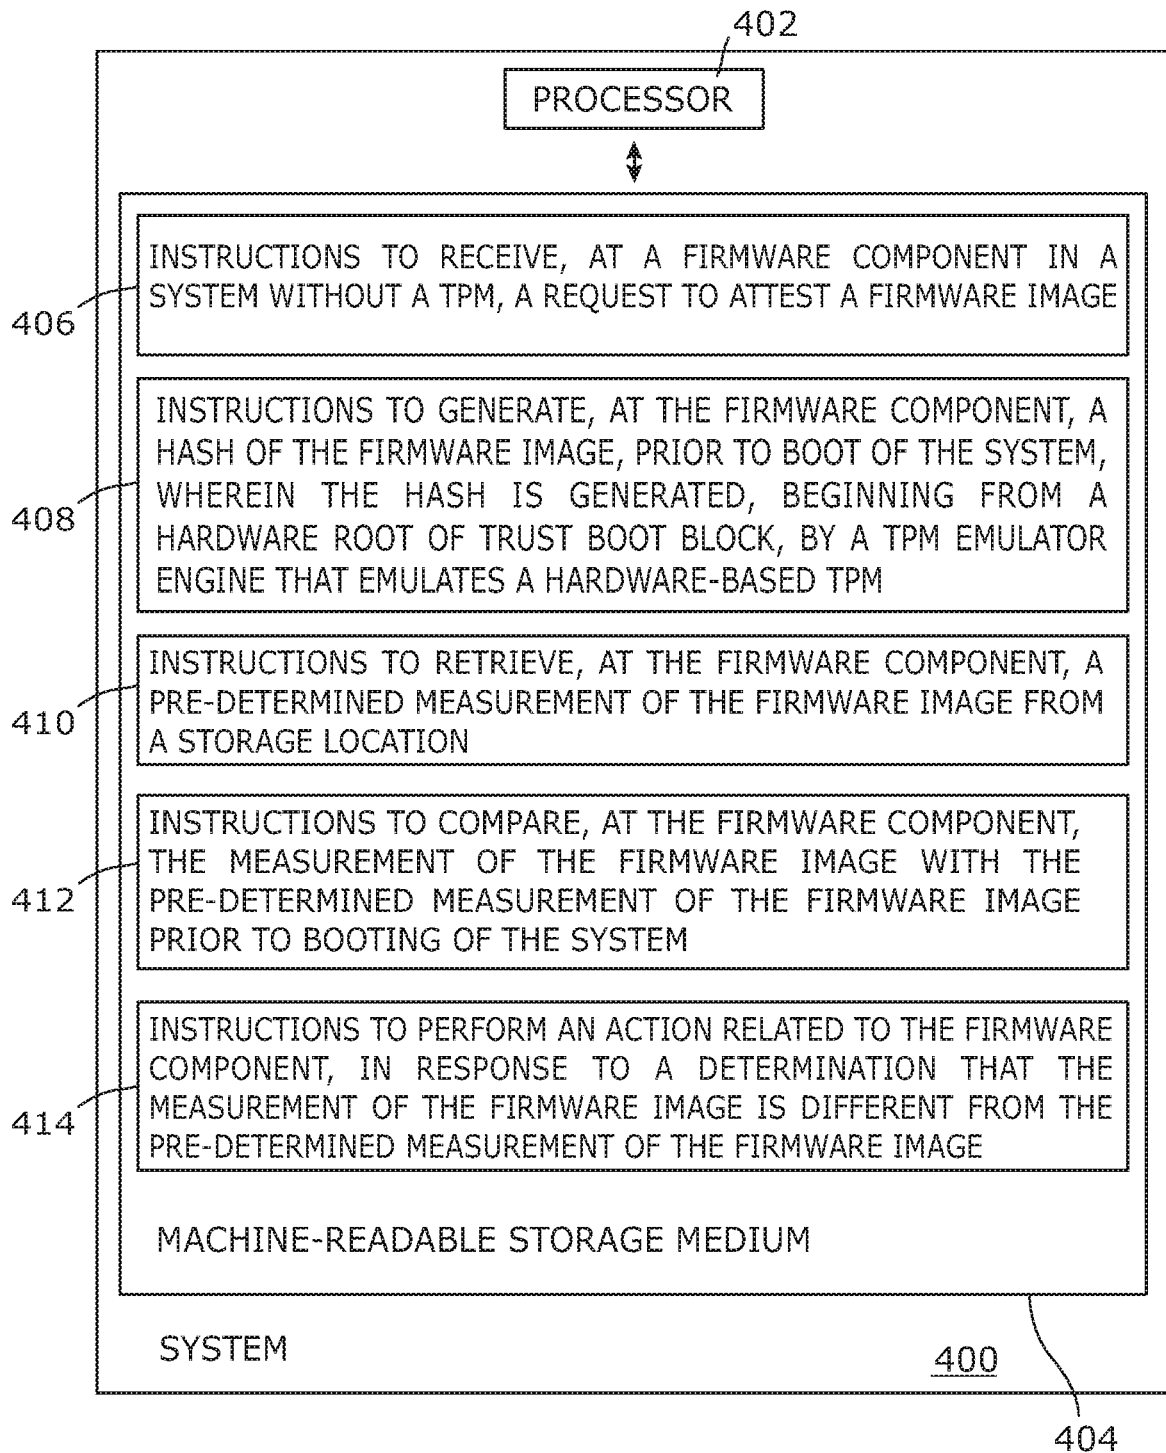 402
PROCESSOR
INSTRUCTIONS TO RECEIVE, AT A FIRMWARE COMPONENT IN A
SYSTEM WITHOUT A TPM, A REQUEST TO ATTEST A FIRMWARE IMAGE
406
INSTRUCTIONS TO GENERATE, AT THE FIRMWARE COMPONENT, A
HASH OF THE FIRMWARE IMAGE, PRIOR TO BOOT OF THE SYSTEM,
WHEREIN THE HASH IS GENERATED, BEGINNING FROM A
HARDWARE ROOT OF TRUST BOOT BLOCK, BY A TPM EMULATOR
ENGINE THAT EMULATES A HARDWARE-BASED TPM
408
INSTRUCTIONS TO RETRIEVE, AT THE FIRMWARE COMPONENT, A
PRE-DETERMINED MEASUREMENT OF THE FIRMWARE IMAGE FROM
A STORAGE LOCATION
410
INSTRUCTIONS TO COMPARE, AT THE FIRMWARE COMPONENT,
THE MEASUREMENT OF THE FIRMWARE IMAGE WITH THE
PRE-DETERMINED MEASUREMENT OF THE FIRMWARE IMAGE
PRIOR TO BOOTING OF THE SYSTEM
412
INSTRUCTIONS TO PERFORM AN ACTION RELATED TO THE FIRMWARE
COMPONENT, IN RESPONSE TO A DETERMINATION THAT THE
MEASUREMENT OF THE FIRMWARE IMAGE IS DIFFERENT FROM THE
PRE-DETERMINED MEASUREMENT OF THE FIRMWARE IMAGE
414
MACHINE-READABLE STORAGE MEDIUM
SYSTEM
400
404